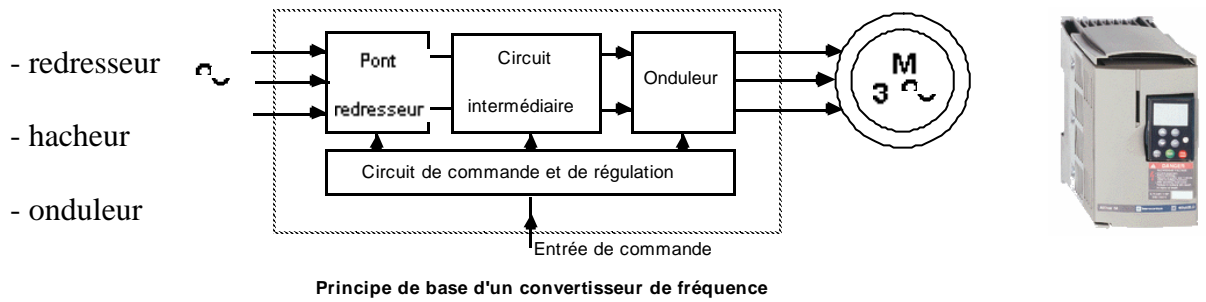 - redresseur
- hacheur
- onduleur
Pont
redresseur
Circuit
intermédiaire
Onduleur
M
3
Circuit de commande et de régulation
Entrée de commande
Principe de base d'un convertisseur de fréquence
DANGER